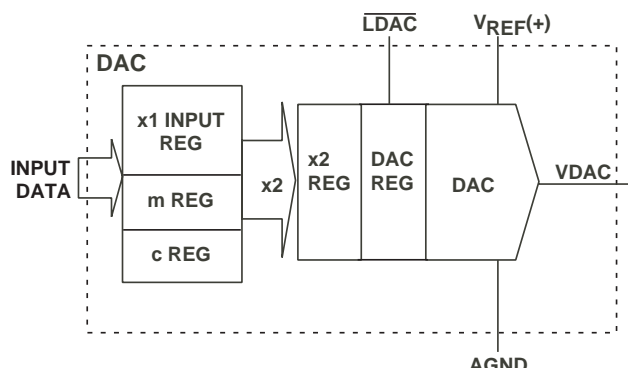 LDAC
VREF(+)
DAC
x1 INPUT
REG
INPUT
DATA
m REG
c REG
x2
x2
REG
DAC
REG
DAC
VDAC
AGND